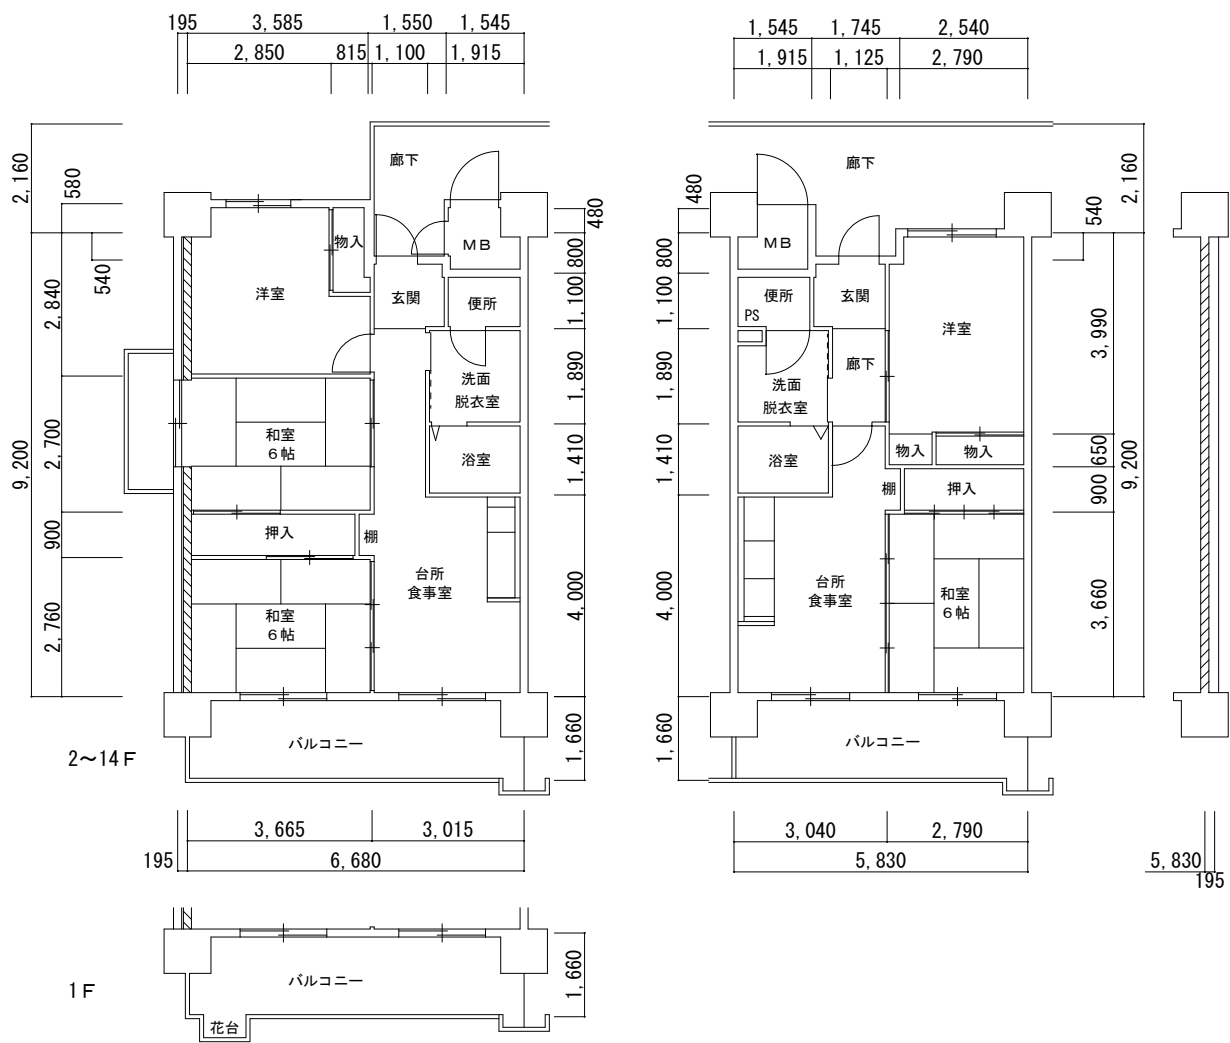 195
3,585
1,550
1,545
2,850
815
1,100
1,915
1,545
1,745
2,540
1,915
1,125
2,790
2,160
580
540
2,840
9,200
2,700
900
2,760
廊下
物入
MB
洋室
玄関
便所
洗面
脱衣室
和室
6帖
浴室
押入
棚
台所
食事室
和室
6帖
バルコニー
480
800
1,100
1,890
1,410
4,000
1,660
480
800
1,100
1,890
1,410
4,000
1,660
廊下
MB
便所
PS
玄関
洋室
廊下
洗面
脱衣室
浴室
物入
物入
棚
押入
台所
食事室
和室
6帖
バルコニー
2,160
540
3,990
650
900
9,200
3,660
2～14F
3,665
3,015
195
6,680
3,040
2,790
5,830
5,830
195
1F
バルコニー
花台
1,660